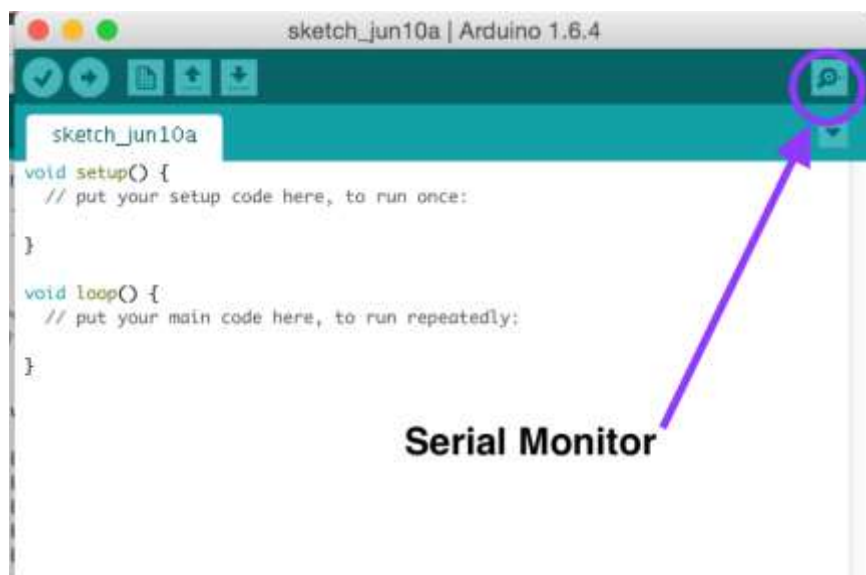 sketch_jun10a | Arduino 1.6.4
sketch_jun10a
void setup() {
  // put your setup code here, to run once:
}
void loop() {
  // put your main code here, to run repeatedly:
}
Serial Monitor